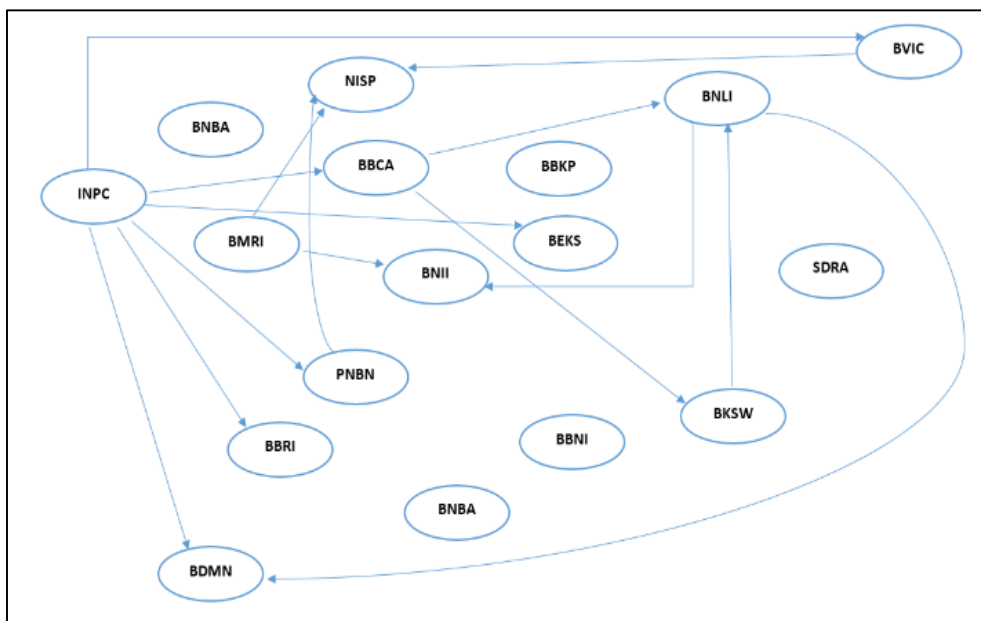 BVIC
NISP
BNLI
BNBA
BBCA
BBKP
INPC
BMRI
BEKS
BNII
SDRA
PNBN
BKSW
BBRI
BBNI
BNBA
BDMN